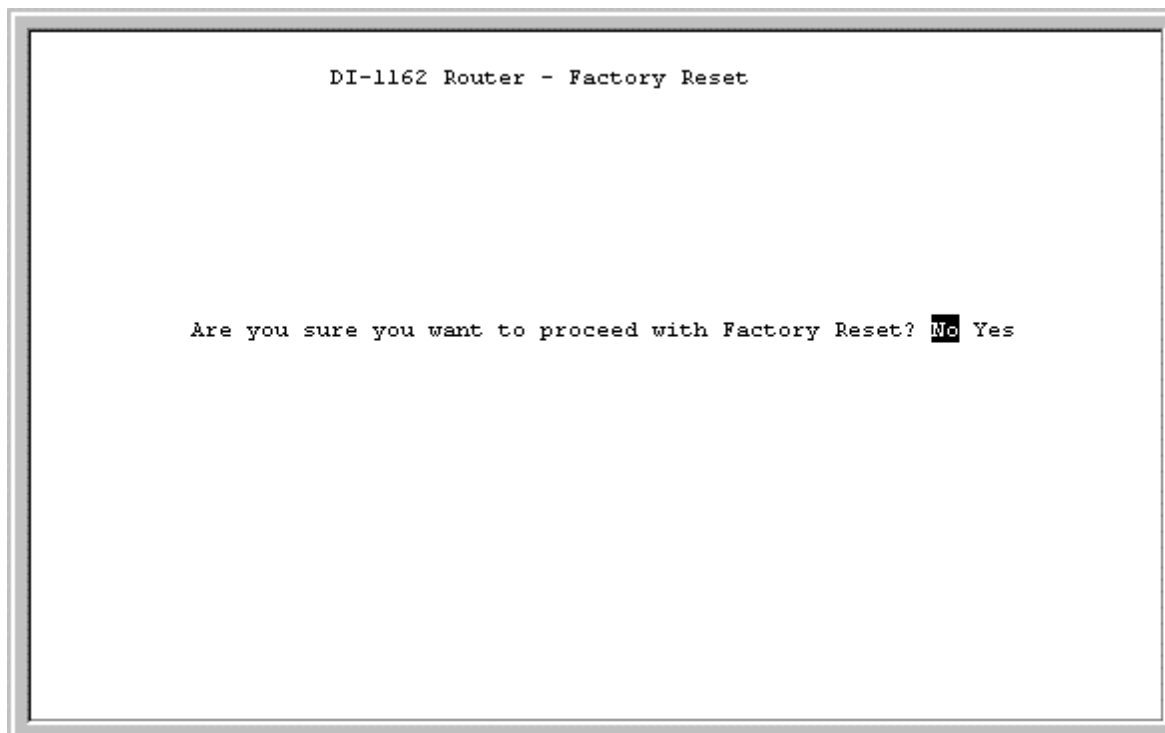 DI-1162 Router - Factory Reset
Are you sure you want to proceed with Factory Reset? No Yes